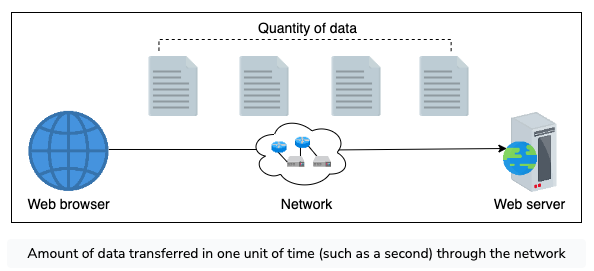 Quantity of data
Web browser
Network
Web server
Amount of data transferred in one unit of time (such as a second) through the network